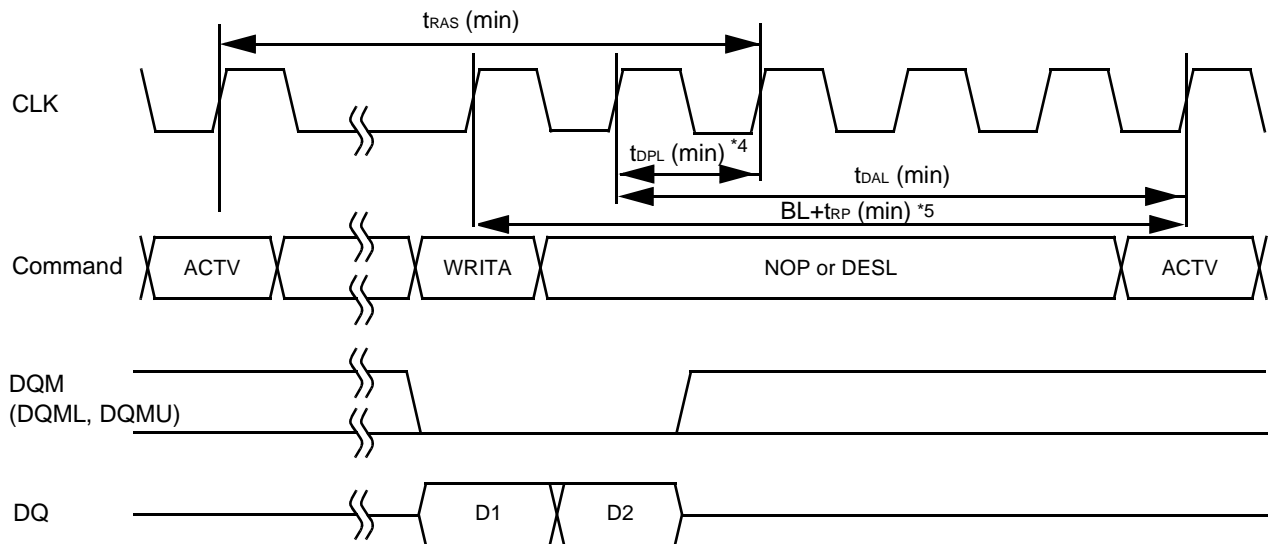 tRAS (min)
CLK
tDPL (min) *4
tDAL (min)
BL+tRP (min) *5
Command ACTV WRITA NOP or DESL ACTV
DQM
(DQML, DQMU)
DQ D1 D2